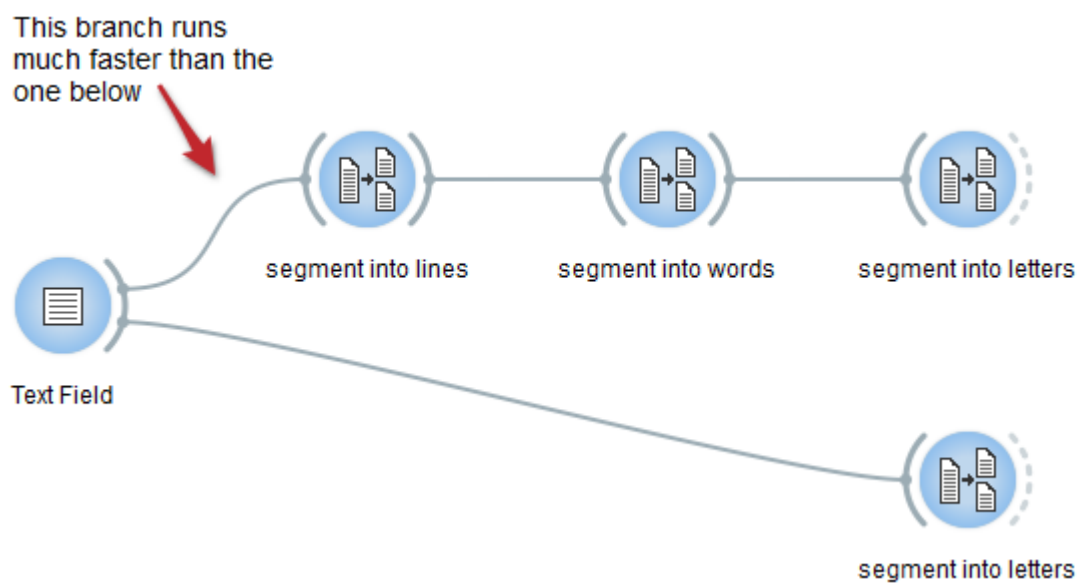 This branch runs
much faster than the
one below
segment into lines
segment into words
segment into letters
Text Field
segment into letters